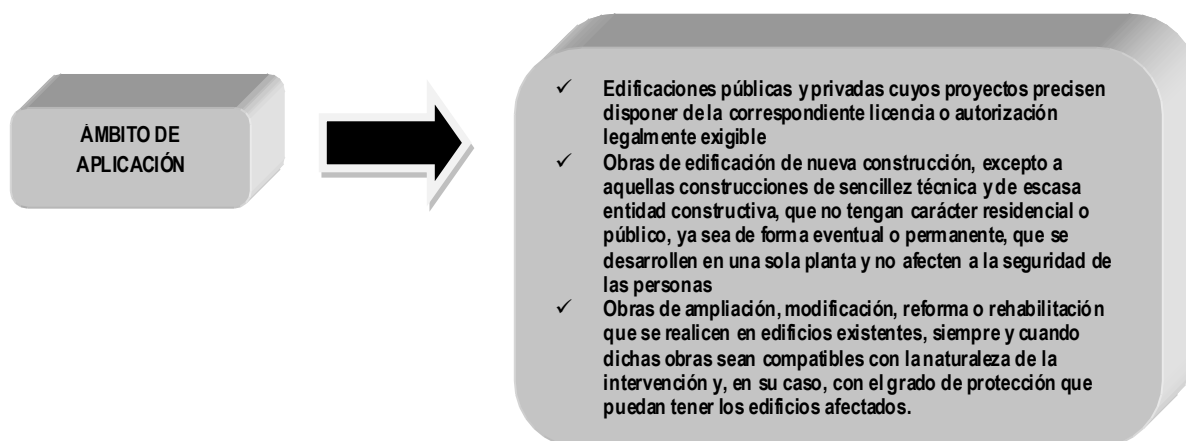 ÁMBITO DE
APLICACIÓN
✓ Edificaciones públicas y privadas cuyos proyectos precisen
disponer de la correspondiente licencia o autorización
legalmente exigible
✓ Obras de edificación de nueva construcción, excepto a
aquellas construcciones de sencillez técnica y de escasa
entidad constructiva, que no tengan carácter residencial o
público, ya sea de forma eventual o permanente, que se
desarrollen en una sola planta y no afecten a la seguridad de
las personas
✓ Obras de ampliación, modificación, reforma o rehabilitación
que se realicen en edificios existentes, siempre y cuando
dichas obras sean compatibles con la naturaleza de la
intervención y, en su caso, con el grado de protección que
puedan tener los edificios afectados.